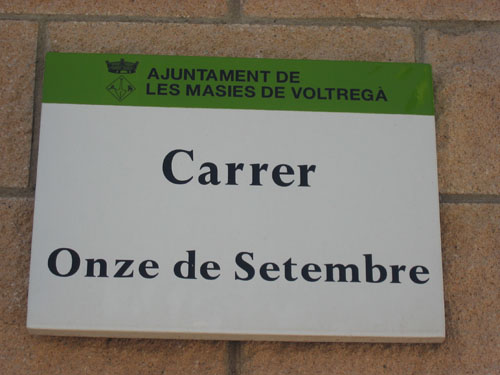 AJUNTAMENT DE
LES MASIES DE VOLTREGÀ
Carrer
Onze de Setembre